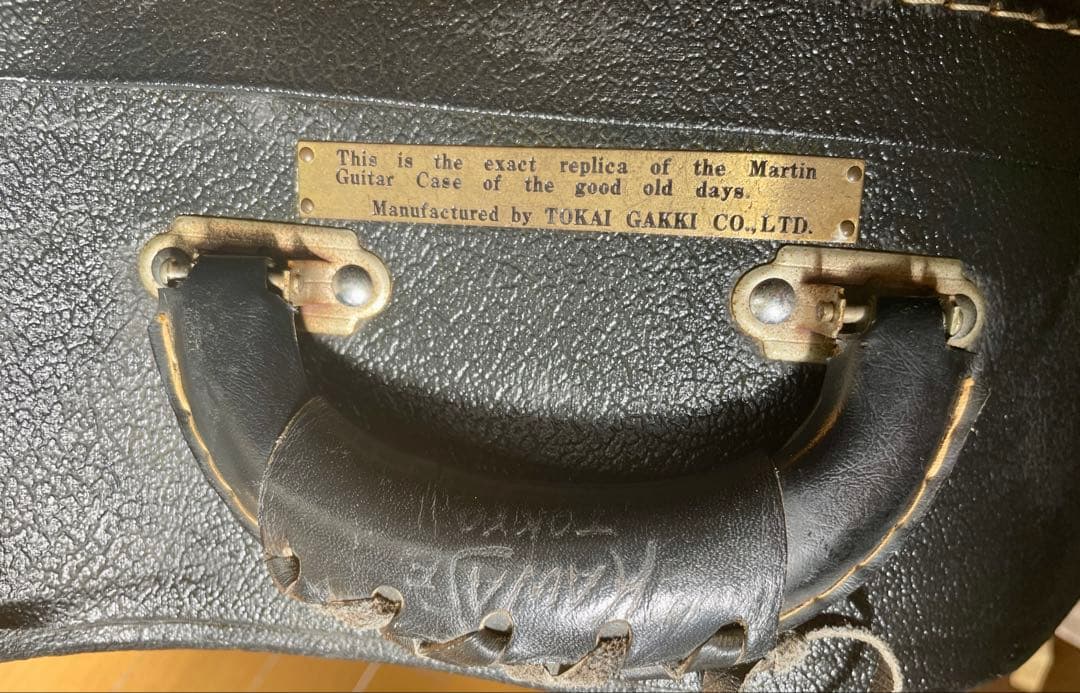 This is the exact replica of the Martin
Guitar Case of the good old days.
Manufactured by TOKAI GAKKI CO.,LTD.